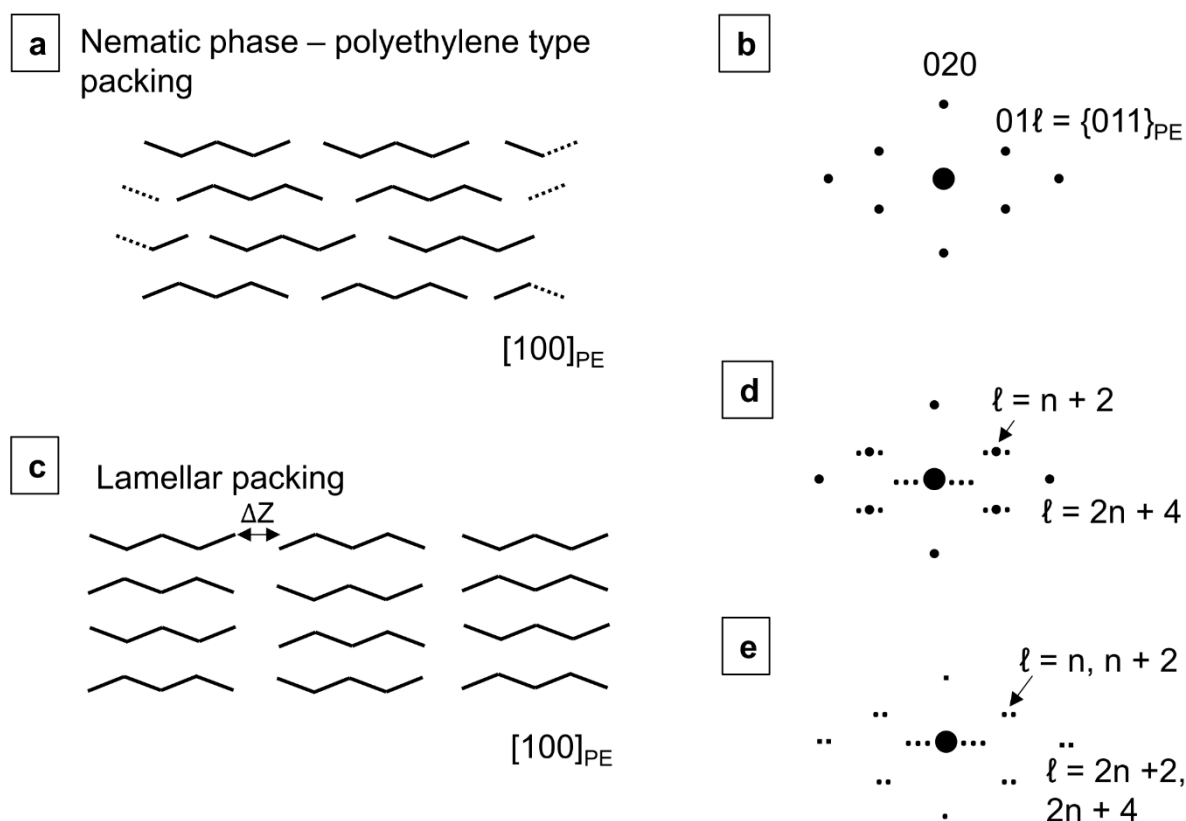 a
Nematic phase – polyethylene type
packing
[100]PE
b
020
01ℓ = {011}PE
c
Lamellar packing
ΔZ
[100]PE
d
ℓ = n + 2
ℓ = 2n + 4
e
ℓ = n, n + 2
ℓ = 2n +2,
2n + 4